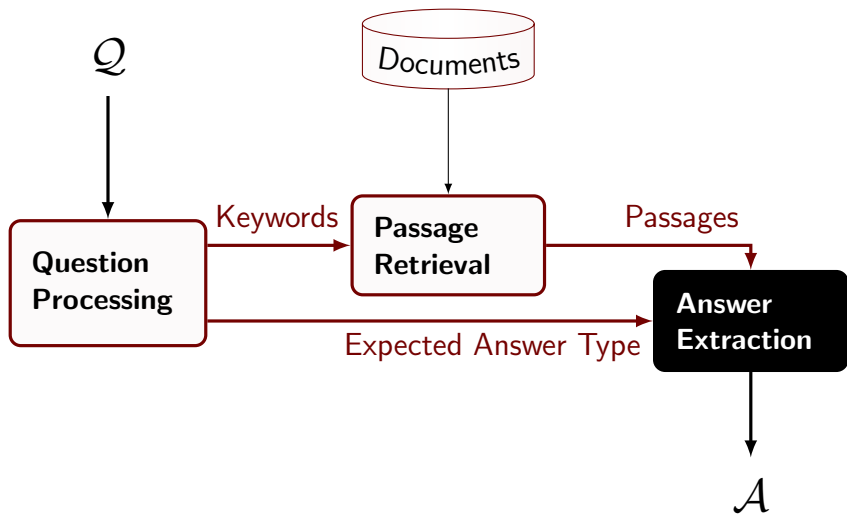 𝒬
Documents
Keywords
Passages
Question
Processing
Passage
Retrieval
Expected Answer Type
Answer
Extraction
𝒜